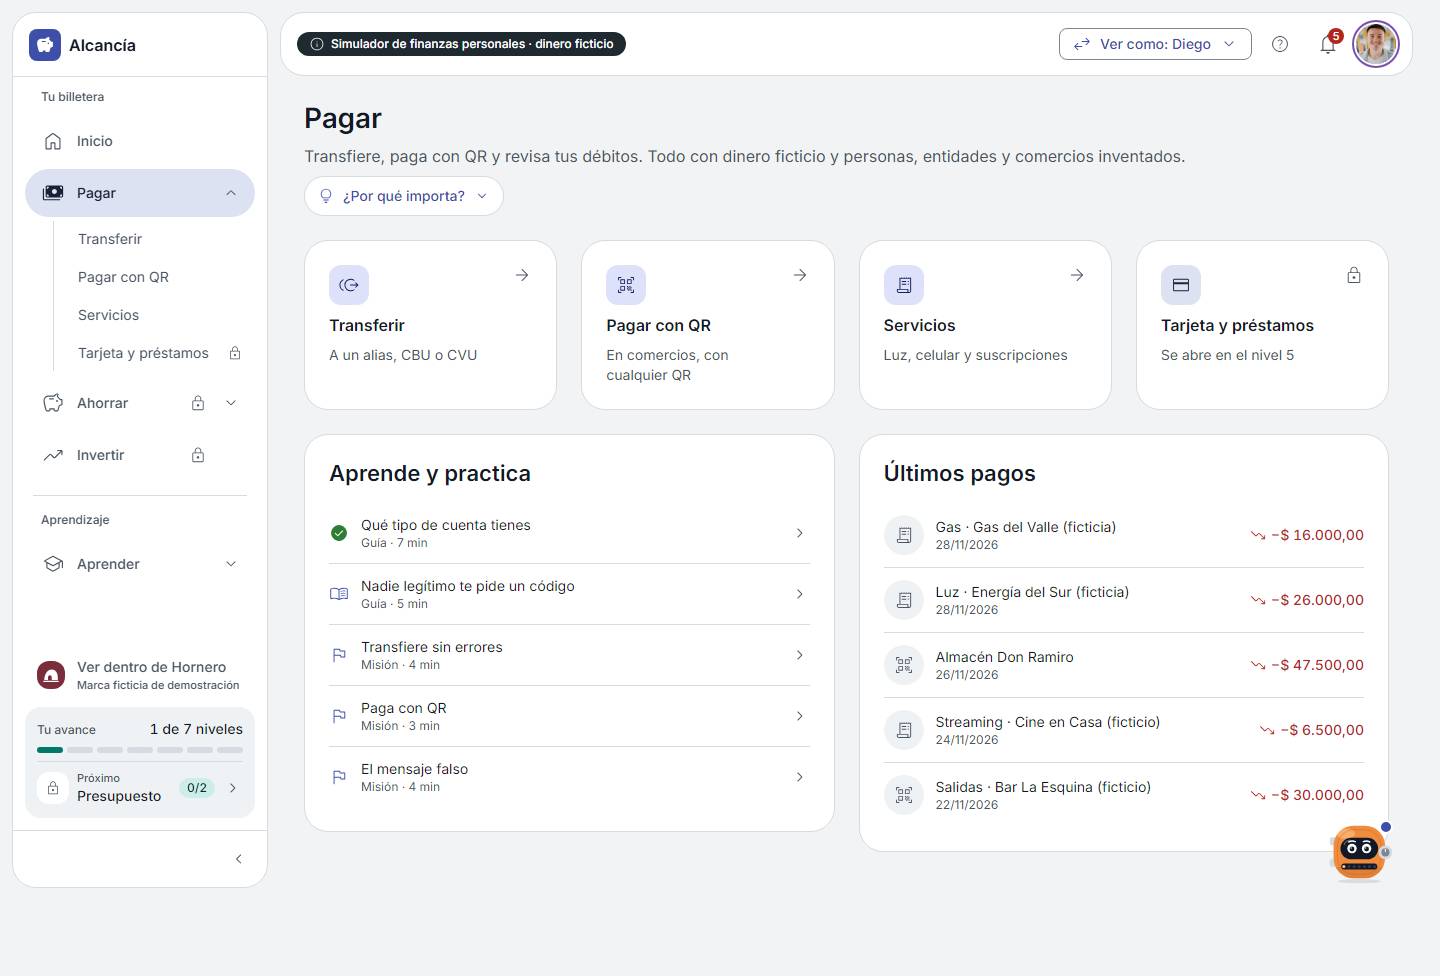 Alcancía
Simulador de finanzas personales · dinero ficticio
Ver como: Diego
5
Tu billetera
Inicio
Pagar
Transferir
Pagar con QR
Servicios
Tarjeta y préstamos
Ahorrar
Invertir
Aprendizaje
Aprender
Ver dentro de Hornero
Marca ficticia de demostración
Tu avance
1 de 7 niveles
Próximo
Presupuesto
0/2
Pagar
Transfiere, paga con QR y revisa tus débitos. Todo con dinero ficticio y personas, entidades y comercios inventados.
¿Por qué importa?
Transferir
A un alias, CBU o CVU
Pagar con QR
En comercios, con
cualquier QR
Servicios
Luz, celular y suscripciones
Tarjeta y préstamos
Se abre en el nivel 5
Aprende y practica
Qué tipo de cuenta tienes
Guía · 7 min
Nadie legítimo te pide un código
Guía · 5 min
Transfiere sin errores
Misión · 4 min
Paga con QR
Misión · 3 min
El mensaje falso
Misión · 4 min
Últimos pagos
Gas · Gas del Valle (ficticia)
28/11/2026
−$ 16.000,00
Luz · Energía del Sur (ficticia)
28/11/2026
−$ 26.000,00
Almacén Don Ramiro
26/11/2026
−$ 47.500,00
Streaming · Cine en Casa (ficticio)
24/11/2026
−$ 6.500,00
Salidas · Bar La Esquina (ficticio)
22/11/2026
−$ 30.000,00